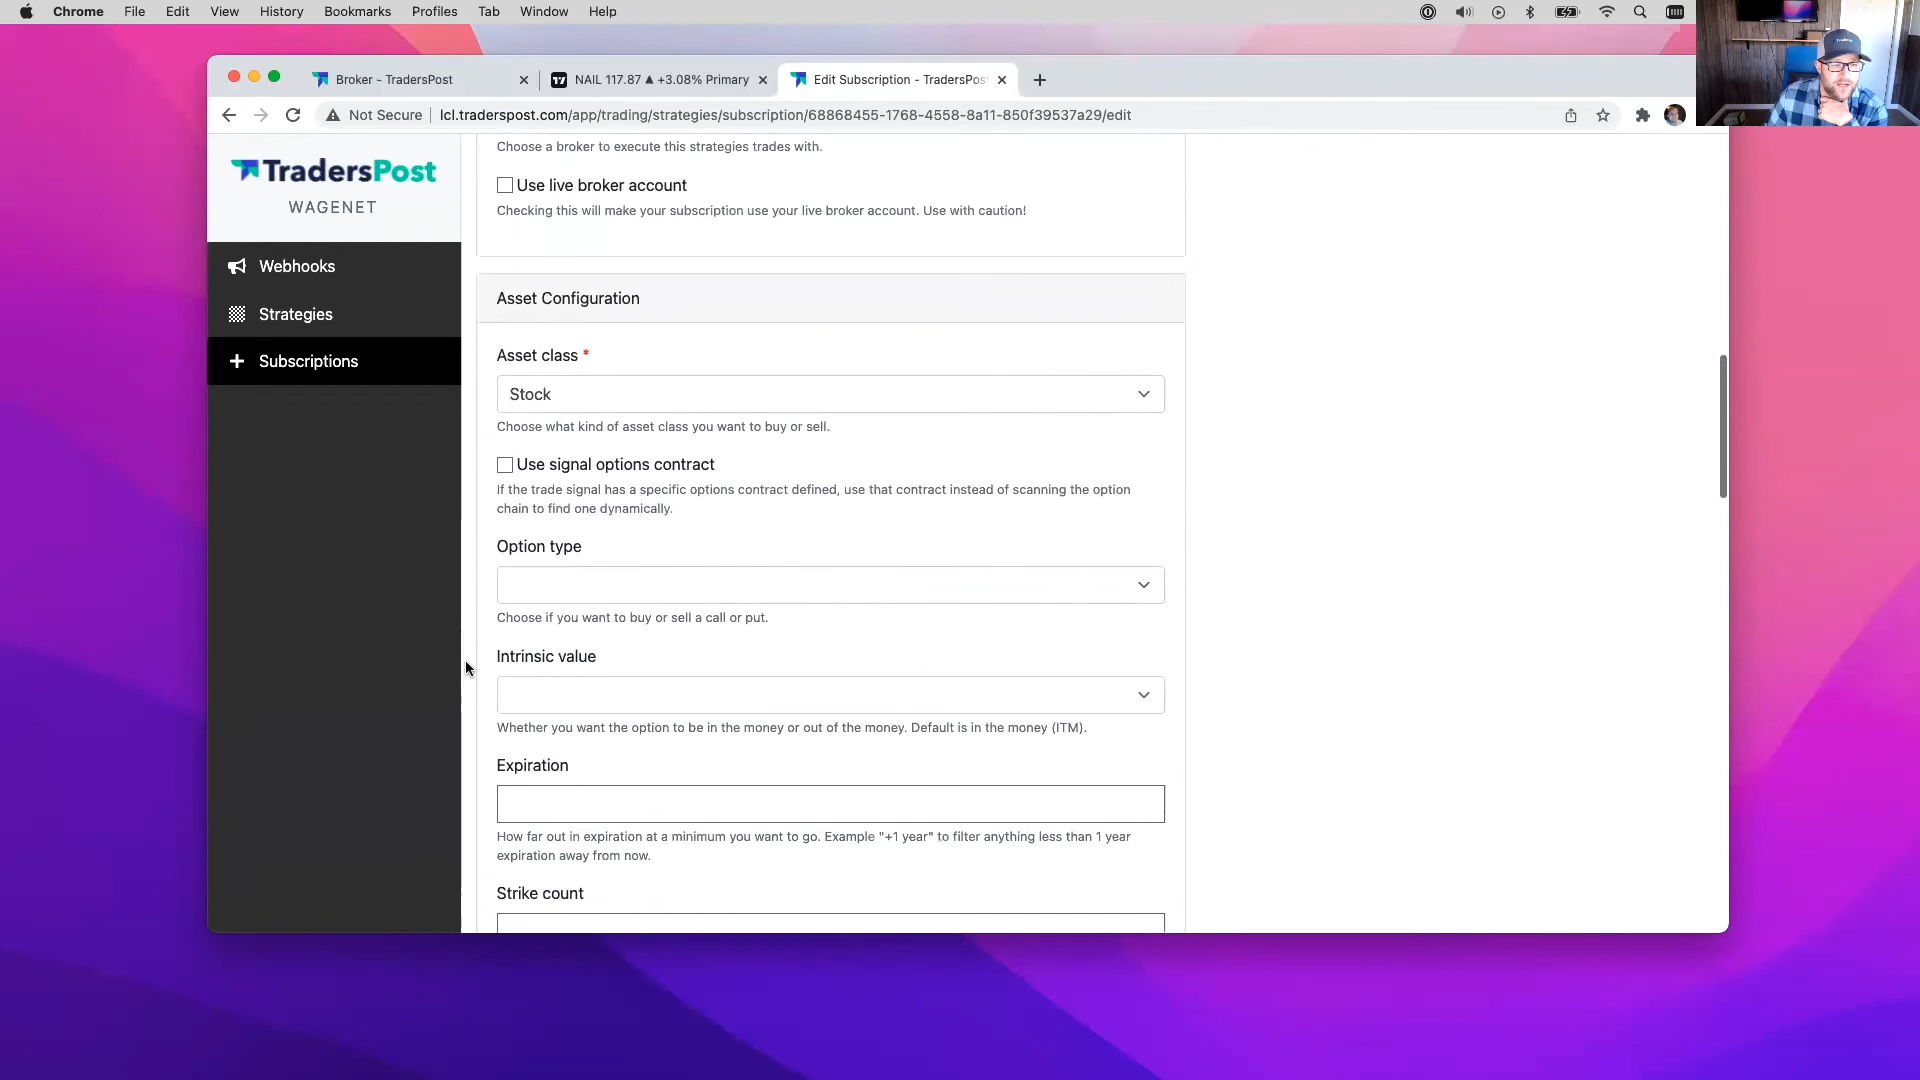 Chrome File Edit View History Bookmarks Profiles Tab Window Help
Broker - TradersPost
NAIL 117.87 ▲ +3.08% Primary
Edit Subscription - TradersPos
Not Secure
lcl.traderspost.com/app/trading/strategies/subscription/68868455-1768-4558-8a11-850f39537a29/edit
TradersPost
WAGENET
Webhooks
Strategies
Subscriptions
Choose a broker to execute this strategies trades with.
Use live broker account
Checking this will make your subscription use your live broker account. Use with caution!
Asset Configuration
Asset class *
Stock
Choose what kind of asset class you want to buy or sell.
Use signal options contract
If the trade signal has a specific options contract defined, use that contract instead of scanning the option
chain to find one dynamically.
Option type
Choose if you want to buy or sell a call or put.
Intrinsic value
Whether you want the option to be in the money or out of the money. Default is in the money (ITM).
Expiration
How far out in expiration at a minimum you want to go. Example "+1 year" to filter anything less than 1 year
expiration away from now.
Strike count